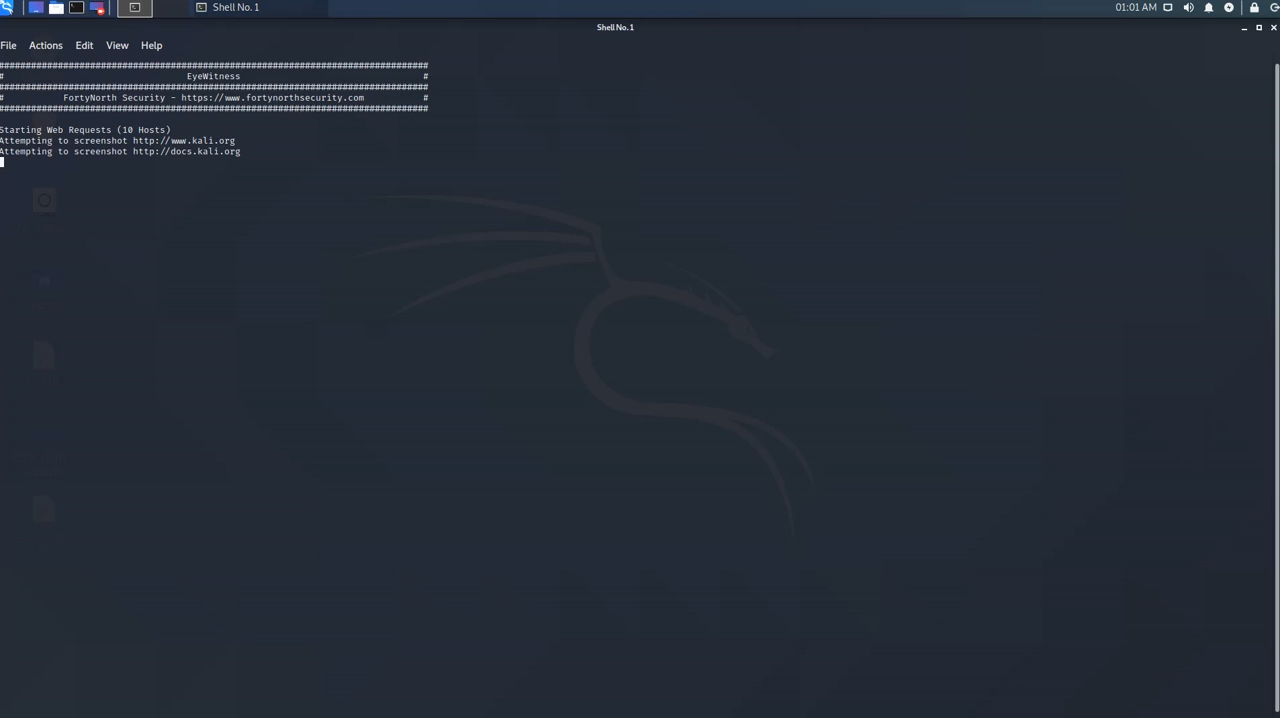 Shell No. 1
01:01 AM
Shell No. 1
File Actions Edit View Help
################################################################################
#                                  EyeWitness                                  #
################################################################################
#           FortyNorth Security - https://www.fortynorthsecurity.com           #
################################################################################
Starting Web Requests (10 Hosts)
Attempting to screenshot http://www.kali.org
Attempting to screenshot http://docs.kali.org